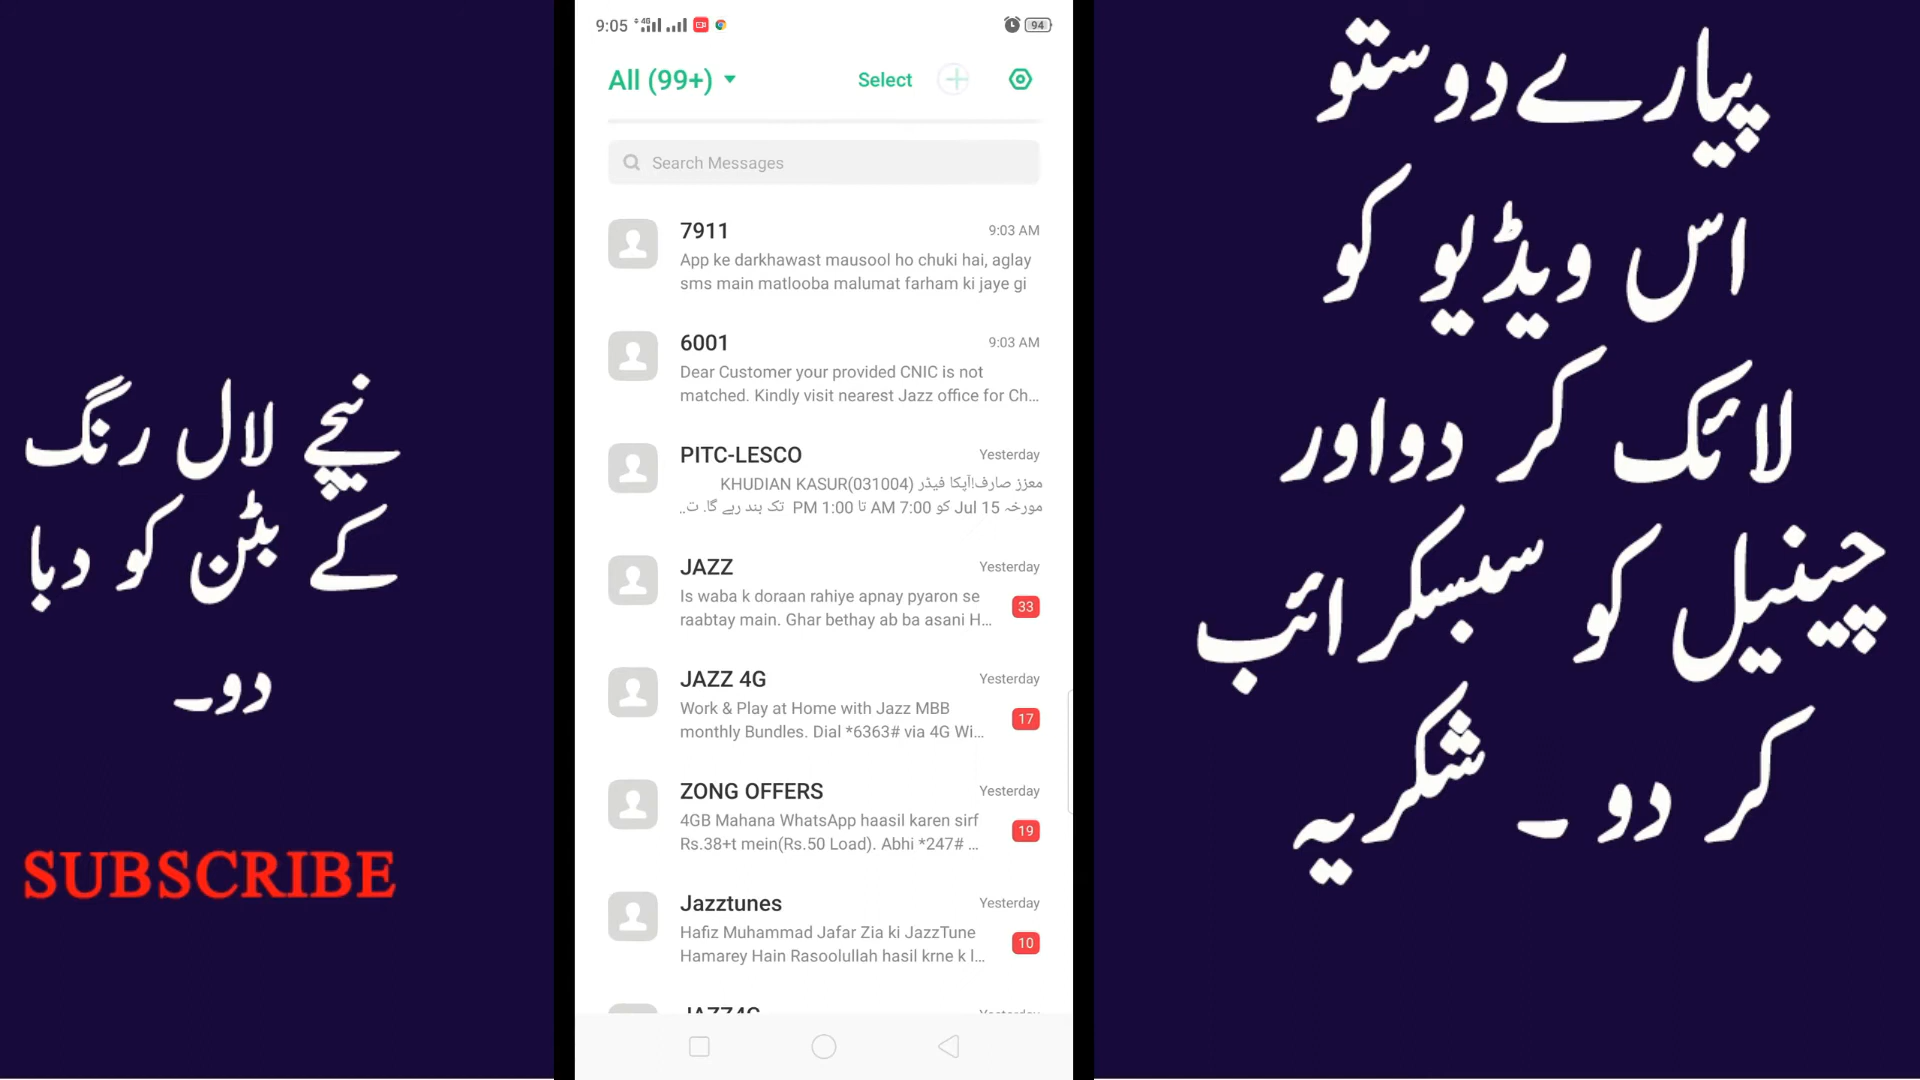 نیچے لال رنگ
کے بٹن کو دبا
دو۔
SUBSCRIBE
9:05
94
All (99+)
Select
Search Messages
7911
9:03 AM
App ke darkhawast mausool ho chuki hai, aglay
sms main matlooba malumat farham ki jaye gi
6001
9:03 AM
Dear Customer your provided CNIC is not
matched. Kindly visit nearest Jazz office for Ch...
PITC-LESCO
Yesterday
معزز صارف!آپکا فیڈر KHUDIAN KASUR(031004)
مورخہ 15 Jul کو 7:00 AM تا 1:00 PM تک بند رہے گا. ت..
JAZZ
Yesterday
Is waba k doraan rahiye apnay pyaron se
raabtay main. Ghar bethay ab ba asani H...
33
JAZZ 4G
Yesterday
Work & Play at Home with Jazz MBB
monthly Bundles. Dial *6363# via 4G Wi...
17
ZONG OFFERS
Yesterday
4GB Mahana WhatsApp haasil karen sirf
Rs.38+t mein(Rs.50 Load). Abhi *247# ...
19
Jazztunes
Yesterday
Hafiz Muhammad Jafar Zia ki JazzTune
Hamarey Hain Rasoolullah hasil krne k l...
10
JAZZ4G
Yesterday
پیارے دوستو
اس ویڈیو کو
لائک کر دواور
چینیل کو سبسکرائب
کر دو ۔ شکریہ